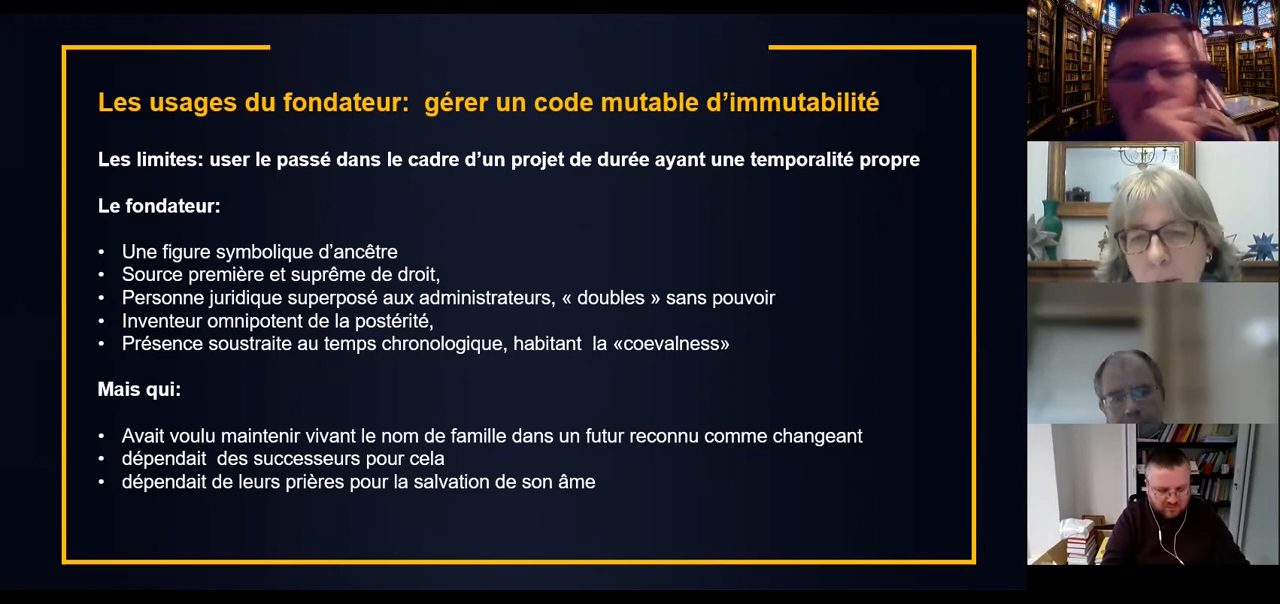 Les usages du fondateur: gérer un code mutable d’immutabilité
Les limites: user le passé dans le cadre d’un projet de durée ayant une temporalité propre
Le fondateur:
• Une figure symbolique d’ancêtre
• Source première et suprême de droit,
• Personne juridique superposé aux administrateurs, « doubles » sans pouvoir
• Inventeur omnipotent de la postérité,
• Présence soustraite au temps chronologique, habitant la «coevalness»
Mais qui:
• Avait voulu maintenir vivant le nom de famille dans un futur reconnu comme changeant
• dépendait des successeurs pour cela
• dépendait de leurs prières pour la salvation de son âme